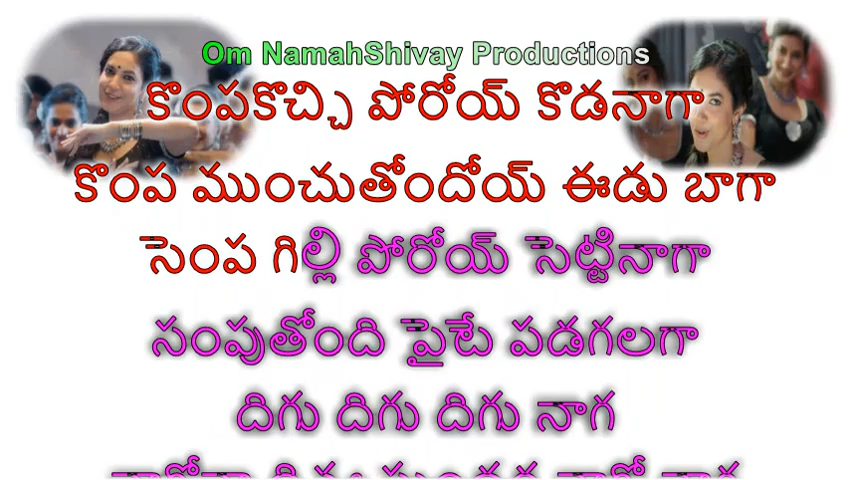 Om NamahShivay Productions
కొంపకొచ్చి పోరోయ్ కొడనాగా
కొంప ముంచుతోందోయ్ ఈడు బాగా
సెంప గిల్లి పోరోయ్ సెట్టినాగా
సంపుతోంది పైటే పడగలగా
దిగు దిగు దిగు నాగ